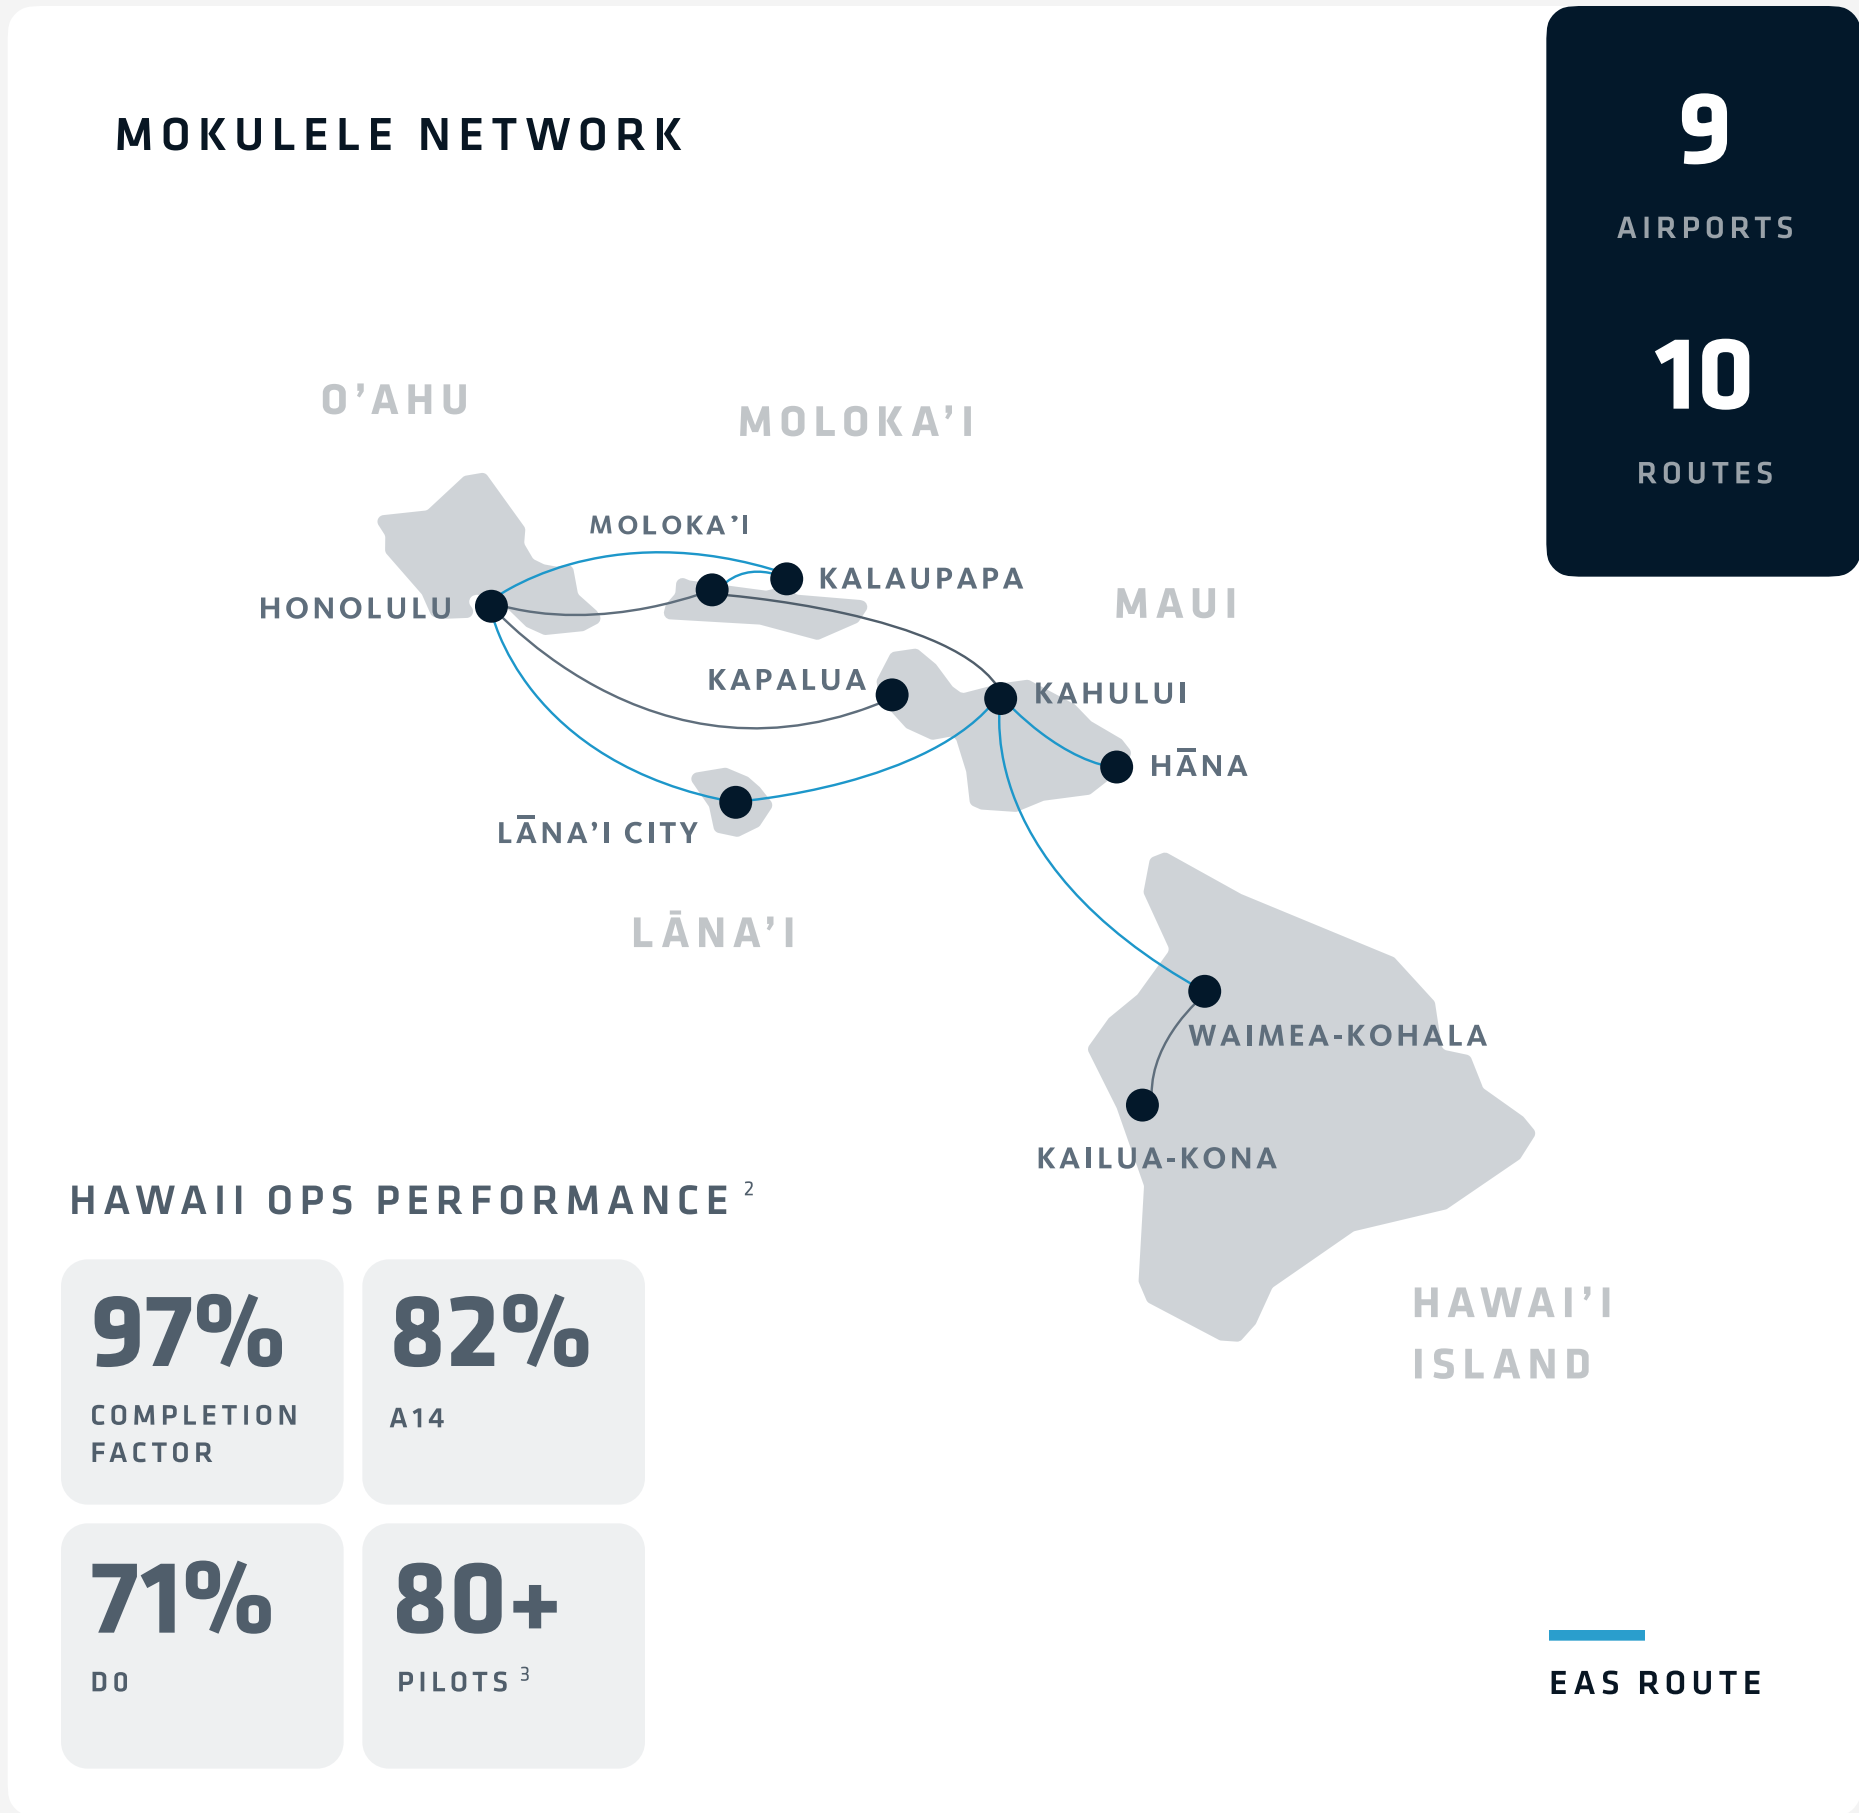 MOKULELE NETWORK
9
AIRPORTS
10
ROUTES
O’AHU
MOLOKA’I
MOLOKA’I
KALAUPAPA
HONOLULU
MAUI
KAPALUA
KAHULUI
HĀNA
LĀNA’I CITY
LĀNA’I
WAIMEA-KOHALA
KAILUA-KONA
HAWAI’I
ISLAND
HAWAII OPS PERFORMANCE 2
97%
COMPLETION
FACTOR
82%
A14
71%
D0
80+
PILOTS 3
EAS ROUTE